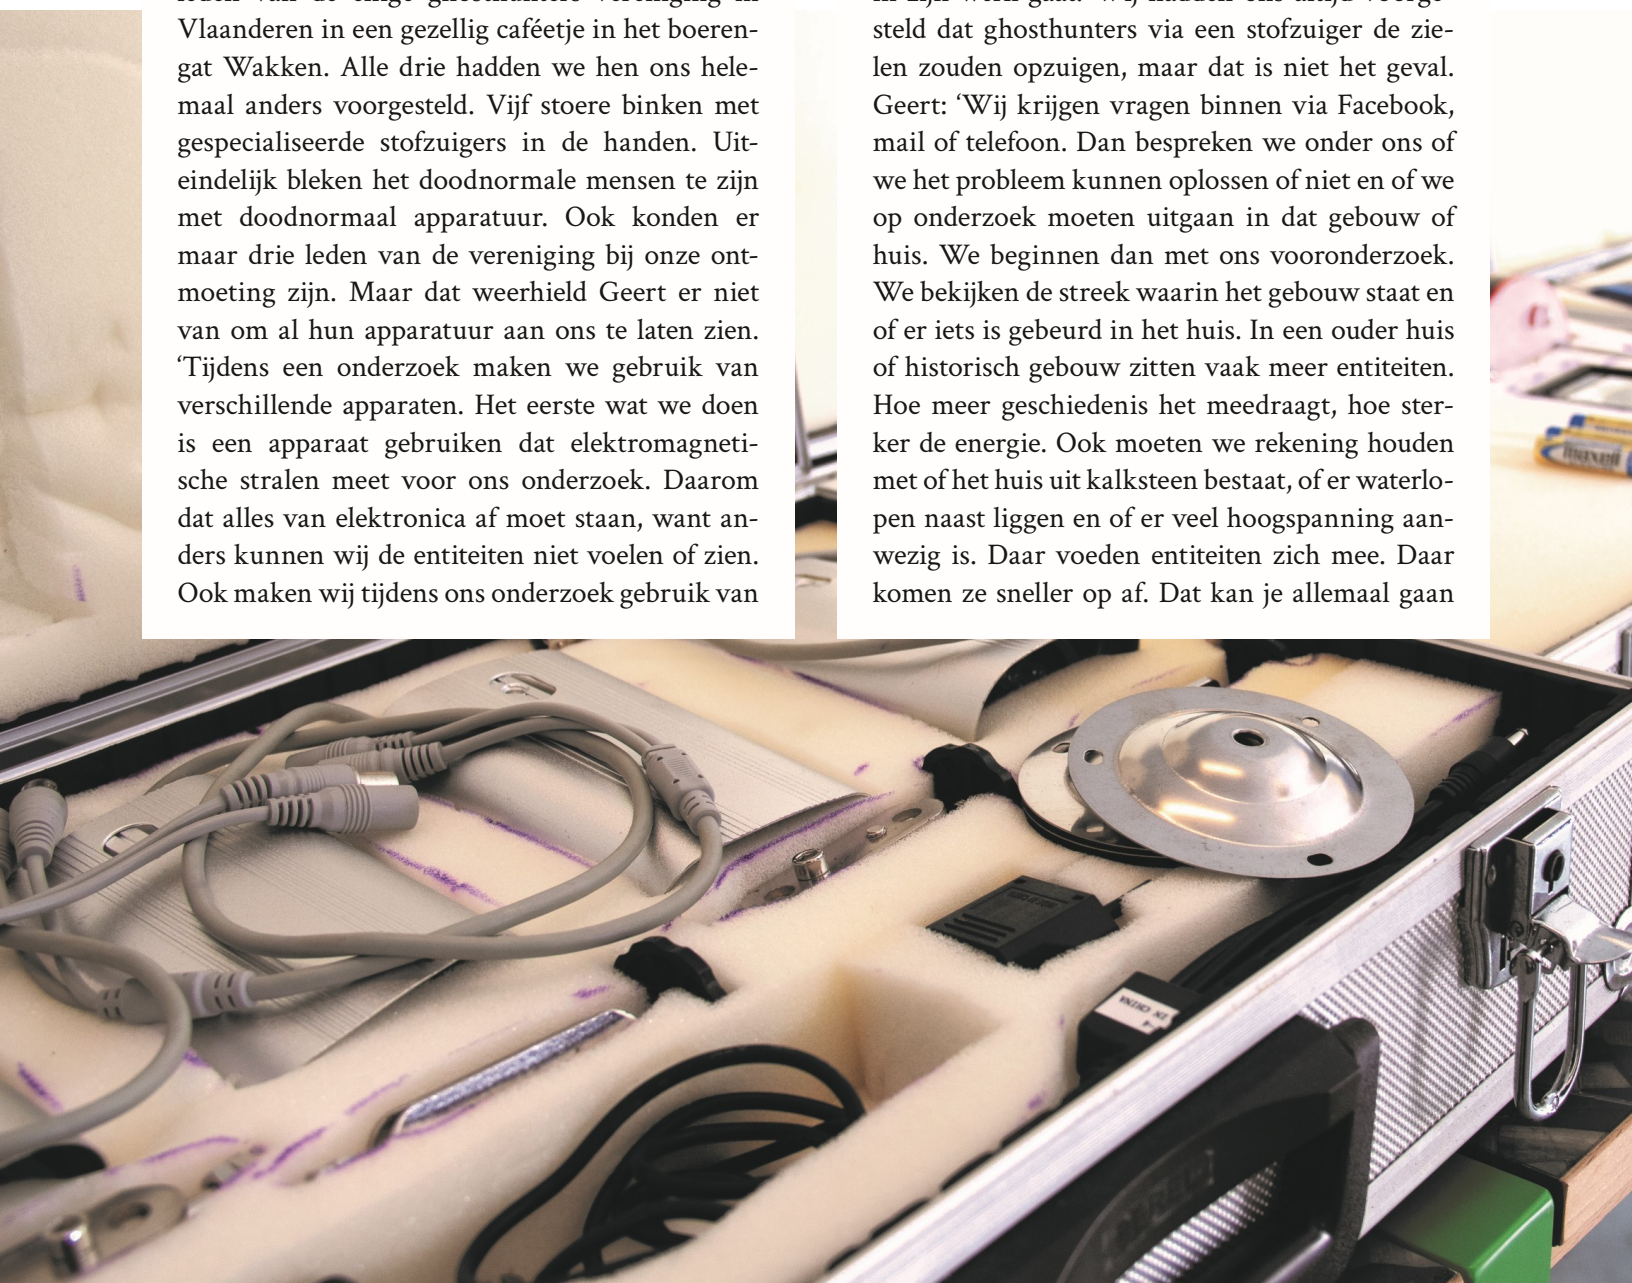 Vlaanderen in een gezellig caféetje in het boeren-
gat Wakken. Alle drie hadden we hen ons hele-
maal anders voorgesteld. Vijf stoere binken met
gespecialiseerde stofzuigers in de handen. Uit-
eindelijk bleken het doodnormale mensen te zijn
met doodnormaal apparatuur. Ook konden er
maar drie leden van de vereniging bij onze ont-
moeting zijn. Maar dat weerhield Geert er niet
van om al hun apparatuur aan ons te laten zien.
‘Tijdens een onderzoek maken we gebruik van
verschillende apparaten. Het eerste wat we doen
is een apparaat gebruiken dat elektromagneti-
sche stralen meet voor ons onderzoek. Daarom
dat alles van elektronica af moet staan, want an-
ders kunnen wij de entiteiten niet voelen of zien.
Ook maken wij tijdens ons onderzoek gebruik van
steld dat ghosthunters via een stofzuiger de zie-
len zouden opzuigen, maar dat is niet het geval.
Geert: ‘Wij krijgen vragen binnen via Facebook,
mail of telefoon. Dan bespreken we onder ons of
we het probleem kunnen oplossen of niet en of we
op onderzoek moeten uitgaan in dat gebouw of
huis. We beginnen dan met ons vooronderzoek.
We bekijken de streek waarin het gebouw staat en
of er iets is gebeurd in het huis. In een ouder huis
of historisch gebouw zitten vaak meer entiteiten.
Hoe meer geschiedenis het meedraagt, hoe ster-
ker de energie. Ook moeten we rekening houden
met of het huis uit kalksteen bestaat, of er waterlo-
pen naast liggen en of er veel hoogspanning aan-
wezig is. Daar voeden entiteiten zich mee. Daar
komen ze sneller op af. Dat kan je allemaal gaan
maxell
IN CHINA